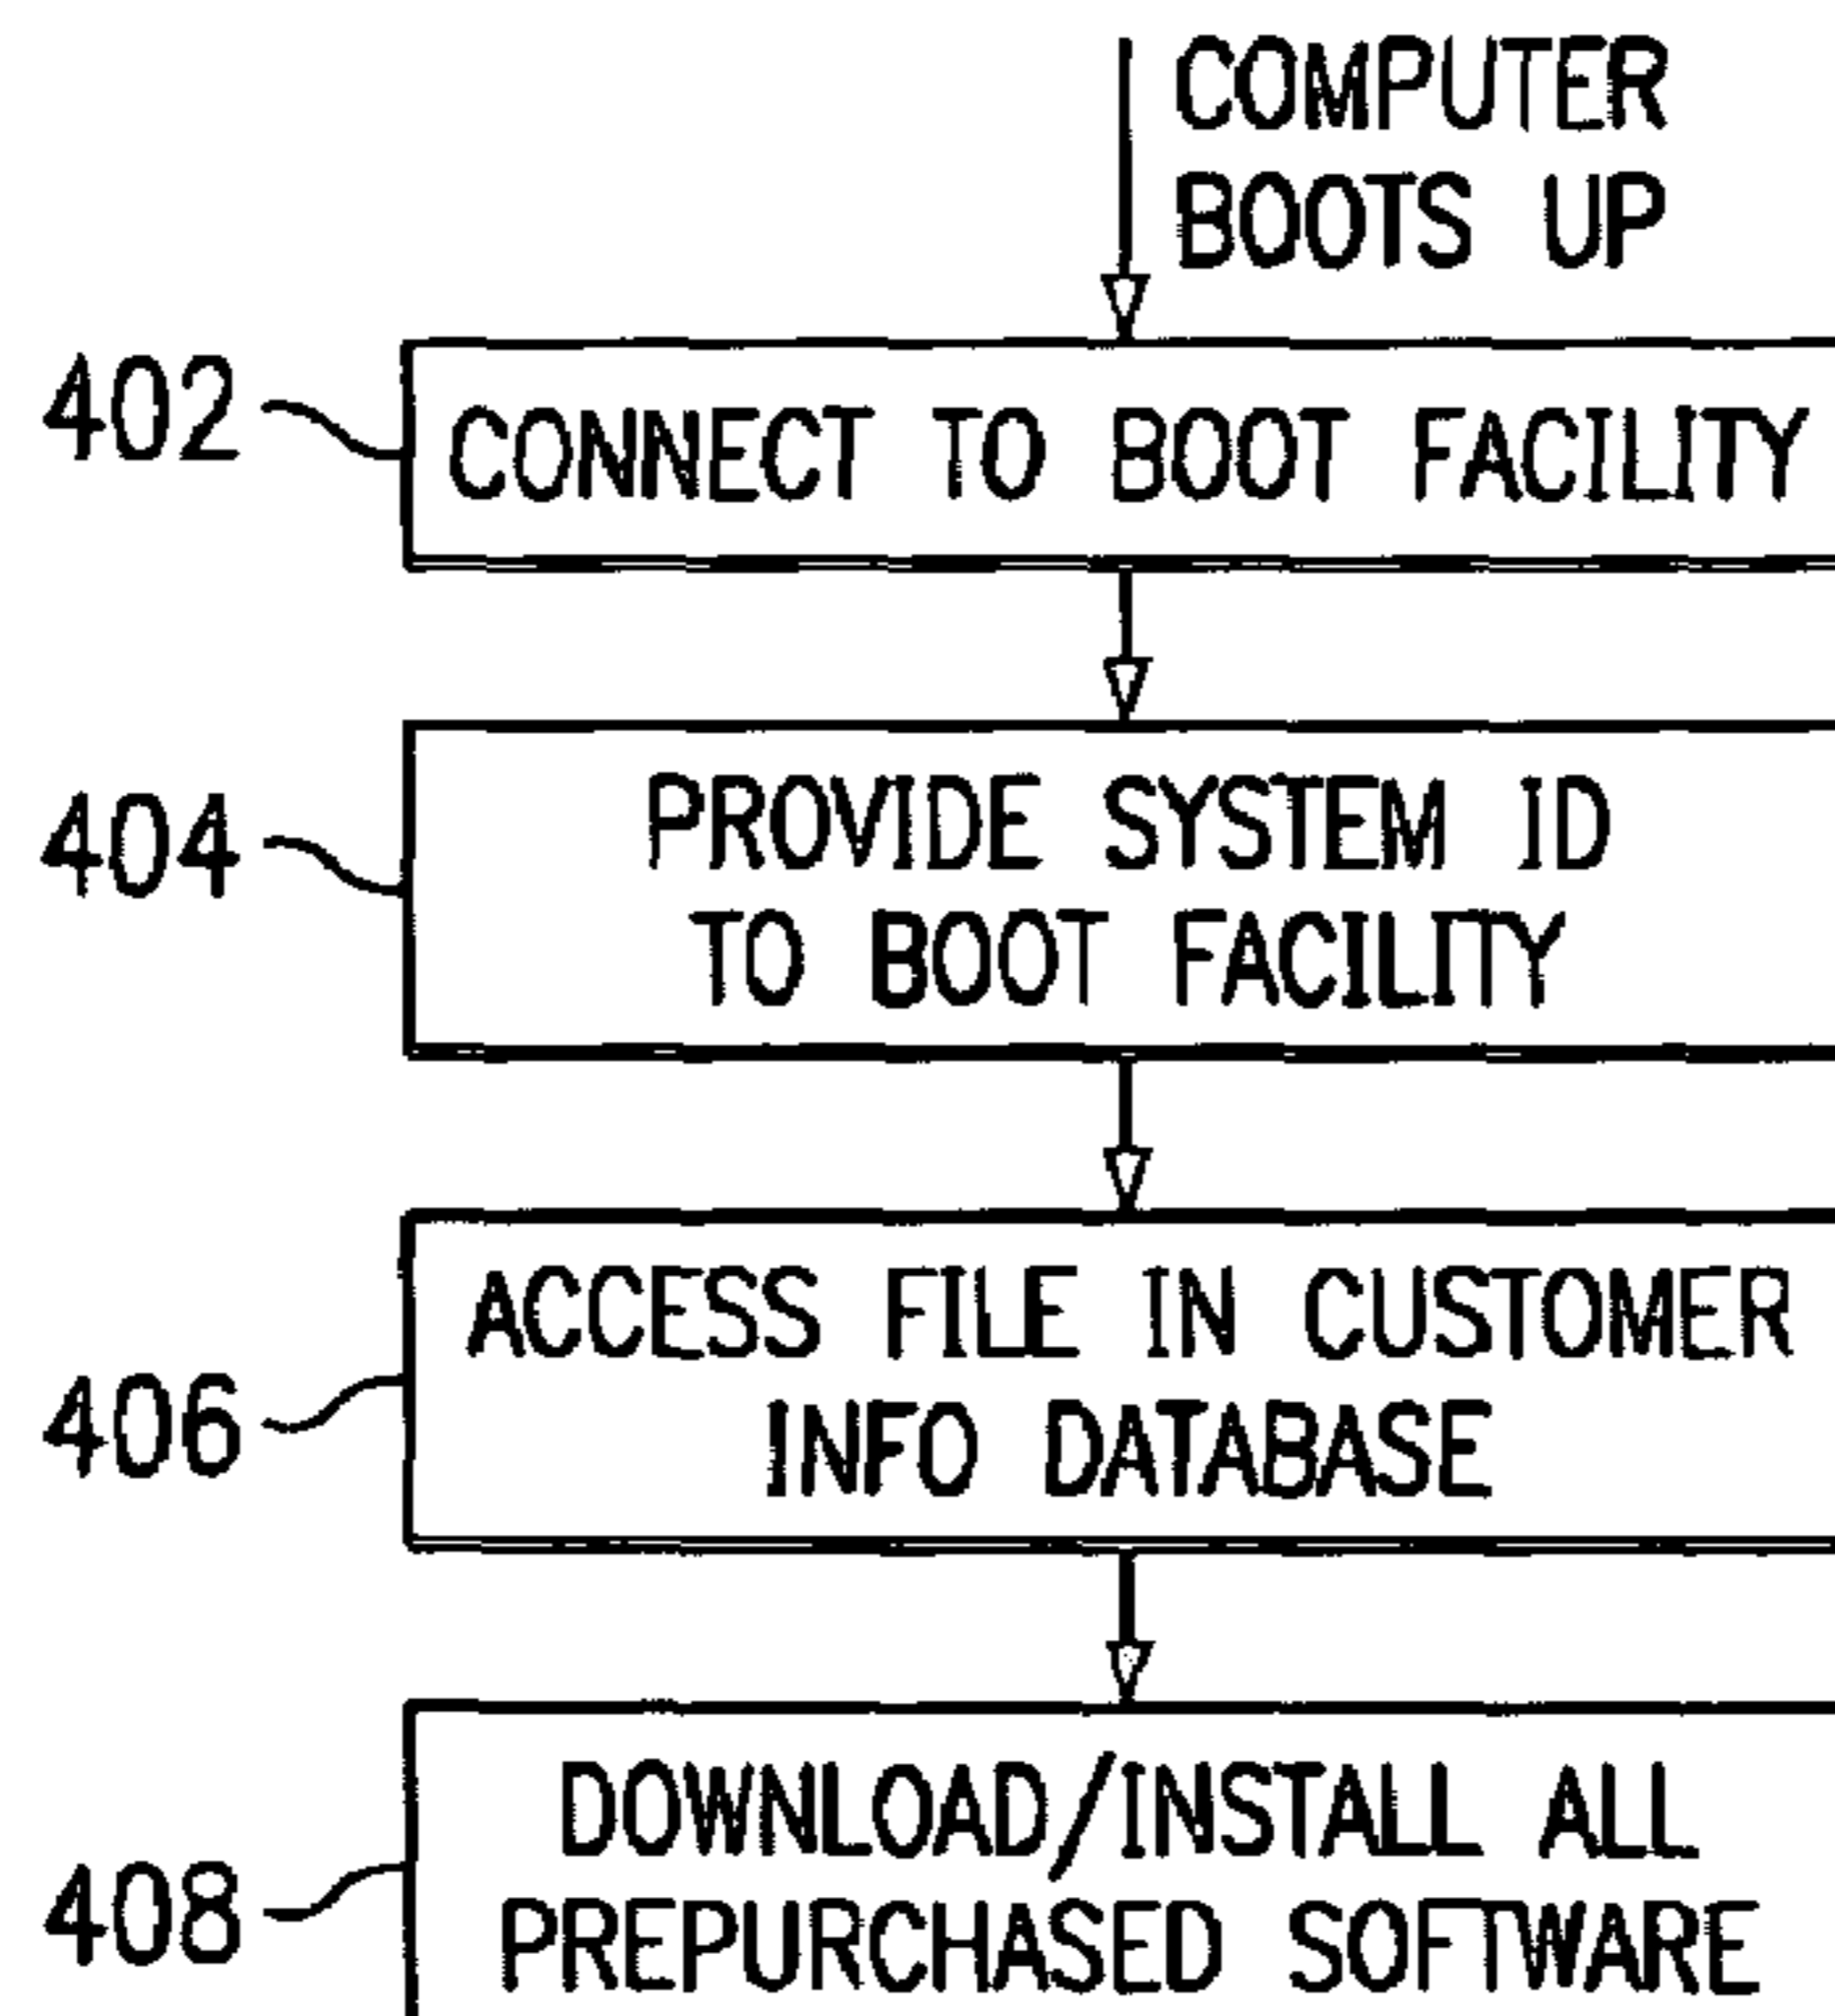 COMPUTER
BOOTS UP
402
CONNECT TO BOOT FACILITY
404
PROVIDE SYSTEM ID
TO BOOT FACILITY
406
ACCESS FILE IN CUSTOMER
INFO DATABASE
408
DOWNLOAD/INSTALL ALL
PREPURCHASED SOFTWARE